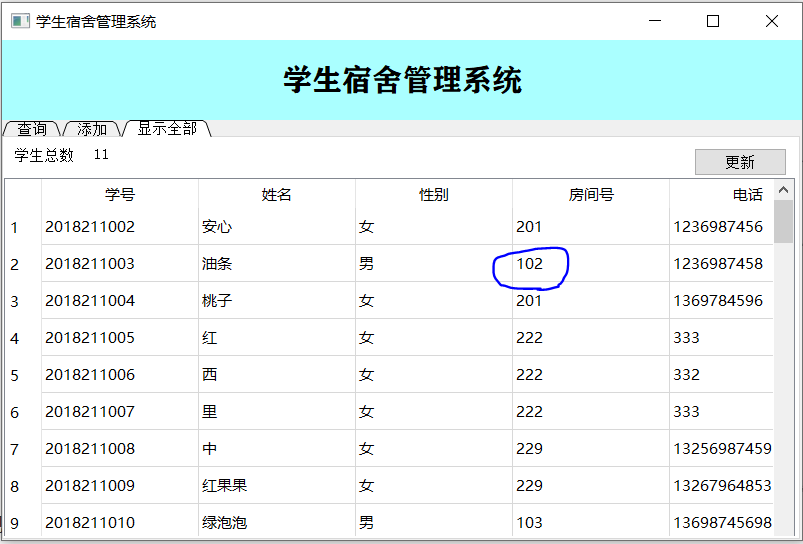 学生宿舍管理系统
学生宿舍管理系统
查询 添加 显示全部
学生总数 11 更新
学号 姓名 性别 房间号 电话
1 2018211002 安心 女 201 1236987456
2 2018211003 油条 男 102 1236987458
3 2018211004 桃子 女 201 1369784596
4 2018211005 红 女 222 333
5 2018211006 西 女 222 332
6 2018211007 里 女 222 333
7 2018211008 中 女 229 13256987459
8 2018211009 红果果 女 229 13267964853
9 2018211010 绿泡泡 男 103 13698745698